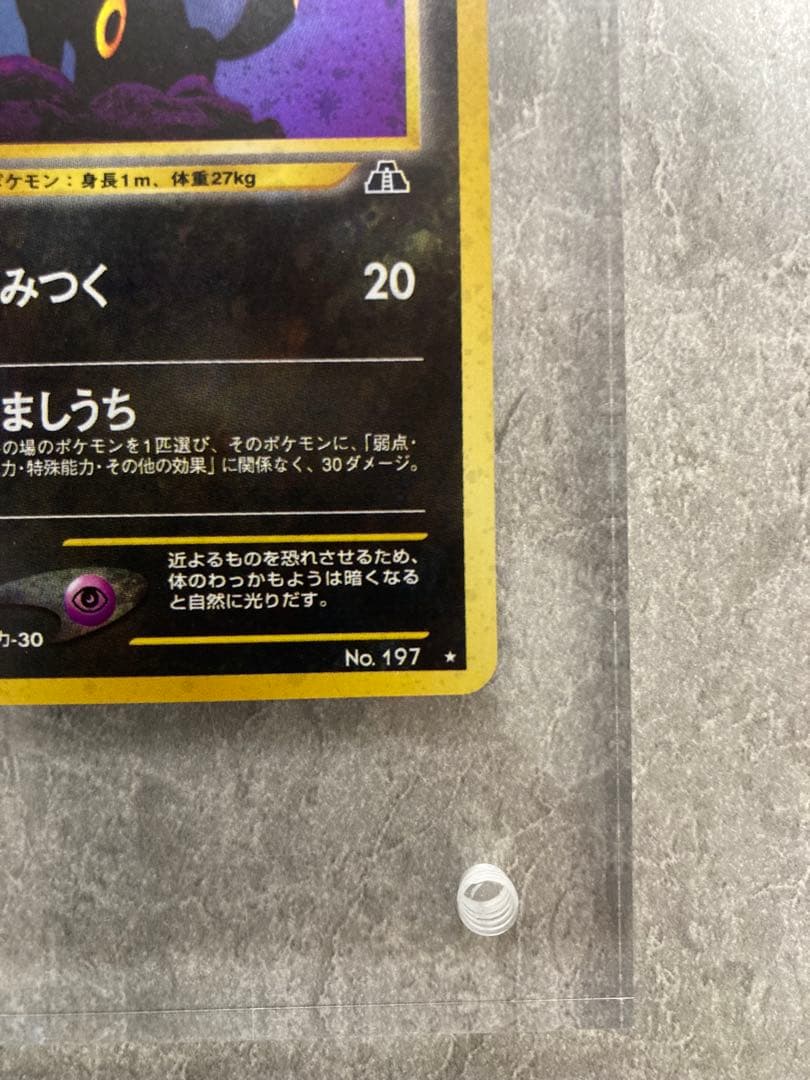 ポケモン：身長1m、体重27kg
みつく 20
ましうち
の場のポケモンを1匹選び、そのポケモンに、「弱点・
力・特殊能力・その他の効果」に関係なく、30ダメージ。
近よるものを恐れさせるため、
体のわっかもようは暗くなる
と自然に光りだす。
力-30
No. 197 ★